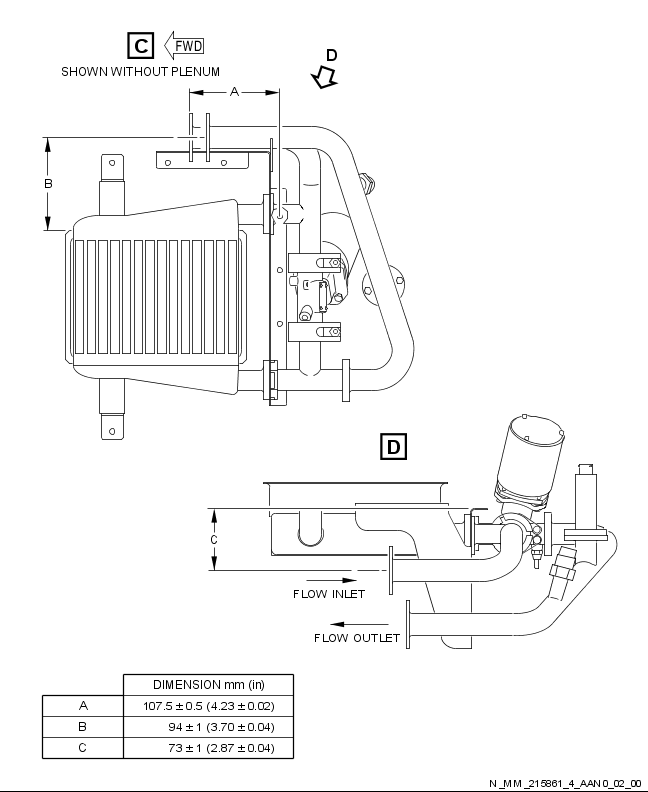 C FWD
D
SHOWN WITHOUT PLENUM
A
B
D
C
FLOW INLET
FLOW OUTLET
DIMENSION mm (in)
A 107.5 ± 0.5 (4.23 ± 0.02)
B 94 ± 1 (3.70 ± 0.04)
C 73 ± 1 (2.87 ± 0.04)
N_MM_215861_4_AAN0_02_00